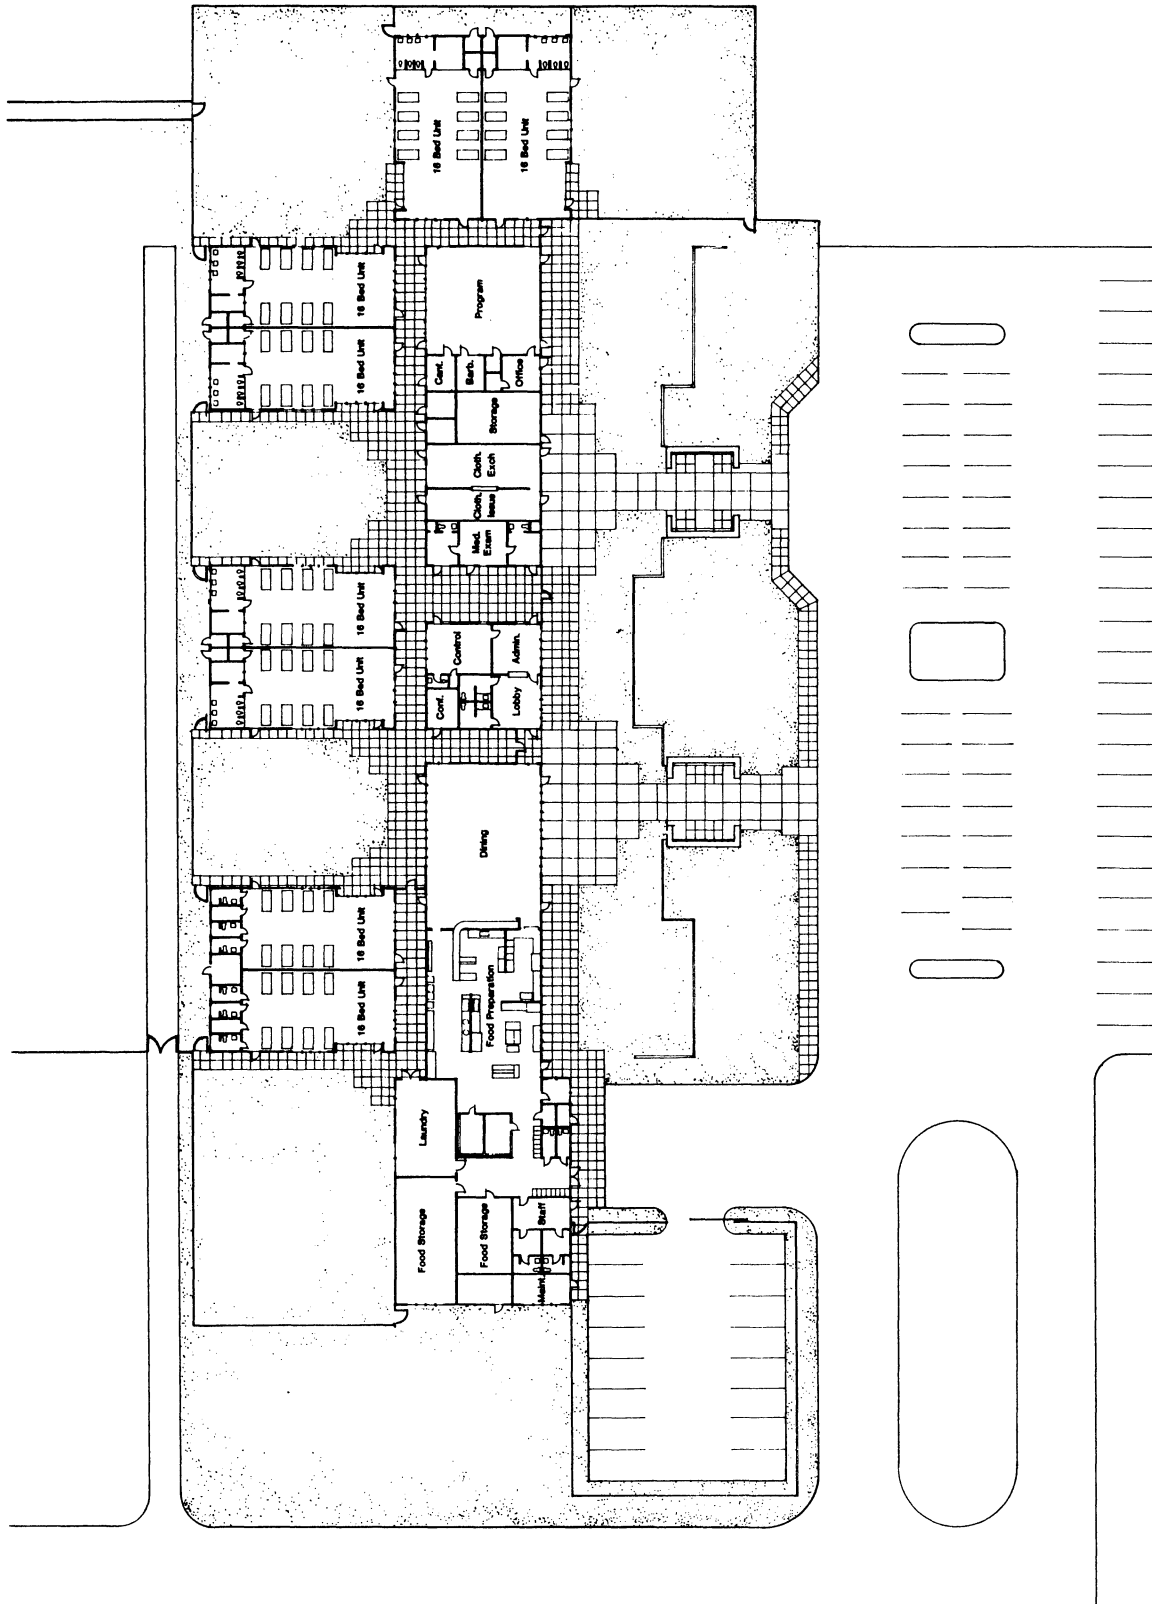 16 Bed Unit
16 Bed Unit
16 Bed Unit
16 Bed Unit
Program
Cant.
Barb.
Office
Storage
Cloth.
Exch
Cloth.
Issue
Med.
Exam
16 Bed Unit
16 Bed Unit
Control
Admin.
Conf.
Lobby
Dining
16 Bed Unit
16 Bed Unit
Food Preparation
Laundry
Food Storage
Food Storage
Staff
Maint.